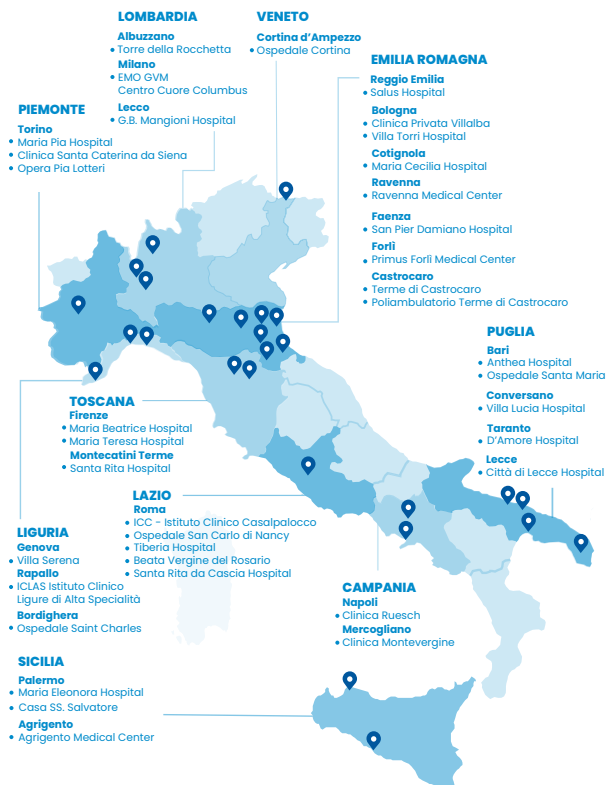 LOMBARDIA
Albuzzano
• Torre della Rocchetta
Milano
• EMO GVM
Centro Cuore Columbus
Lecco
• G.B. Mangioni Hospital
VENETO
Cortina d'Ampezzo
• Ospedale Cortina
EMILIA ROMAGNA
Reggio Emilia
• Salus Hospital
Bologna
• Clinica Privata Villalba
• Villa Torri Hospital
Cotignola
• Maria Cecilia Hospital
Ravenna
• Ravenna Medical Center
Faenza
• San Pier Damiano Hospital
Forlì
• Primus Forlì Medical Center
Castrocaro
• Terme di Castrocaro
• Poliambulatorio Terme di Castrocaro
PIEMONTE
Torino
• Maria Pia Hospital
• Clinica Santa Caterina da Siena
• Opera Pia Lotteri
PUGLIA
Bari
• Anthea Hospital
• Ospedale Santa Maria
Conversano
• Villa Lucia Hospital
Taranto
• D'Amore Hospital
Lecce
• Città di Lecce Hospital
TOSCANA
Firenze
• Maria Beatrice Hospital
• Maria Teresa Hospital
Montecatini Terme
• Santa Rita Hospital
LAZIO
Roma
• ICC - Istituto Clinico Casalpalocco
• Ospedale San Carlo di Nancy
• Tiberia Hospital
• Beata Vergine del Rosario
• Santa Rita da Cascia Hospital
LIGURIA
Genova
• Villa Serena
Rapallo
• ICLAS Istituto Clinico
Ligure di Alta Specialità
Bordighera
• Ospedale Saint Charles
CAMPANIA
Napoli
• Clinica Ruesch
Mercogliano
• Clinica Montevergine
SICILIA
Palermo
• Maria Eleonora Hospital
• Casa SS. Salvatore
Agrigento
• Agrigento Medical Center